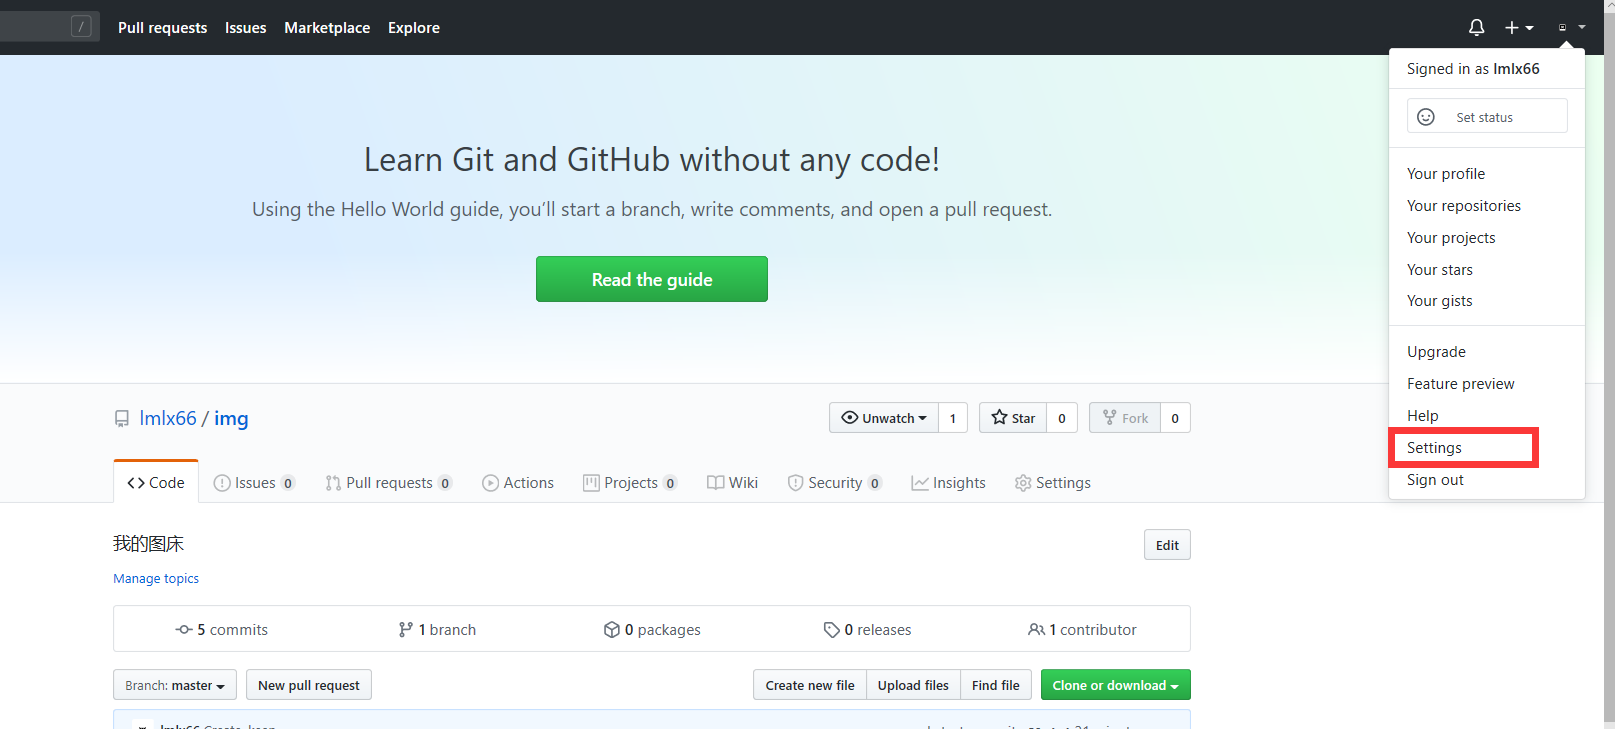 / Pull requests Issues Marketplace Explore
Signed in as lmlx66
Set status
Your profile
Your repositories
Your projects
Your stars
Your gists
Upgrade
Feature preview
Help
Settings
Sign out
Learn Git and GitHub without any code!
Using the Hello World guide, you’ll start a branch, write comments, and open a pull request.
Read the guide
lmlx66 / img
Unwatch 1 Star 0 Fork 0
Code Issues 0 Pull requests 0 Actions Projects 0 Wiki Security 0 Insights Settings
我的图床
Edit
Manage topics
5 commits 1 branch 0 packages 0 releases 1 contributor
Branch: master New pull request Create new file Upload files Find file Clone or download
lmlx66 Create